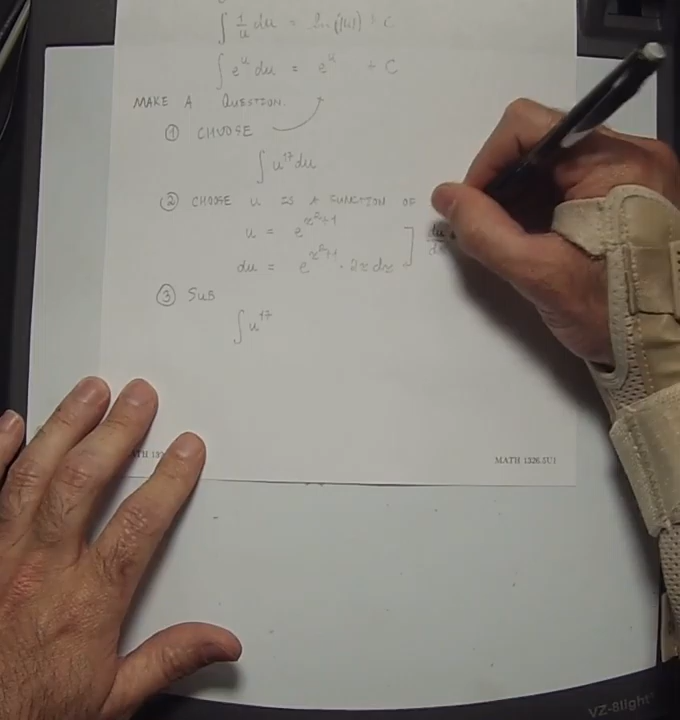 ∫ 1/u du = ln(|u|) + C
∫ e^u du = e^u + C
MAKE A QUESTION.
① CHOOSE
∫ u^17 du
② CHOOSE u IS A FUNCTION OF
u = e^(x²+1)
du = e^(x²+1) · 2x dx
③ SUB
∫ u^17
MATH 1326.5U1
VZ-8light